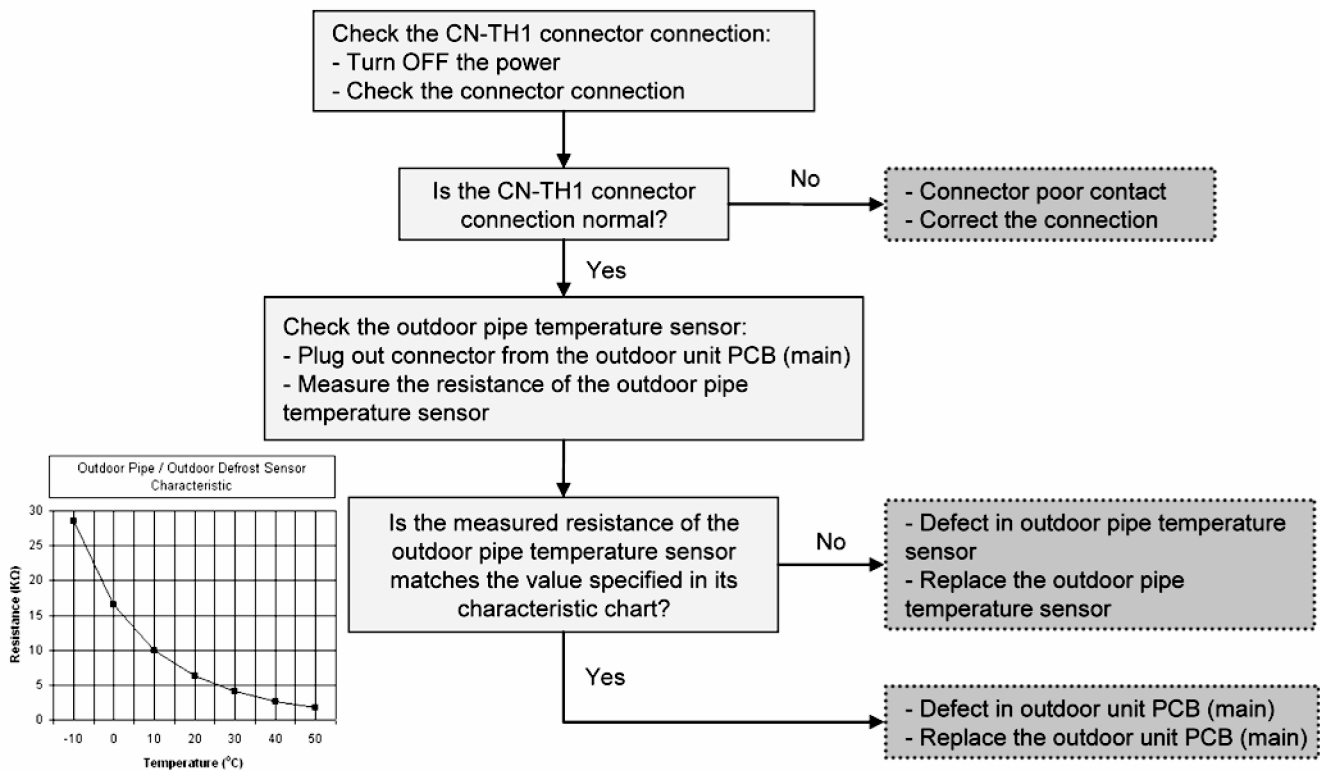 Check the CN-TH1 connector connection:
- Turn OFF the power
- Check the connector connection
Is the CN-TH1 connector
connection normal?
No
- Connector poor contact
- Correct the connection
Yes
Check the outdoor pipe temperature sensor:
- Plug out connector from the outdoor unit PCB (main)
- Measure the resistance of the outdoor pipe
temperature sensor
Outdoor Pipe / Outdoor Defrost Sensor
Characteristic
30
25
20
15
10
5
0
Resistance (KΩ)
-10 0 10 20 30 40 50
Temperature (°C)
Is the measured resistance of the
outdoor pipe temperature sensor
matches the value specified in its
characteristic chart?
No
- Defect in outdoor pipe temperature
sensor
- Replace the outdoor pipe
temperature sensor
Yes
- Defect in outdoor unit PCB (main)
- Replace the outdoor unit PCB (main)